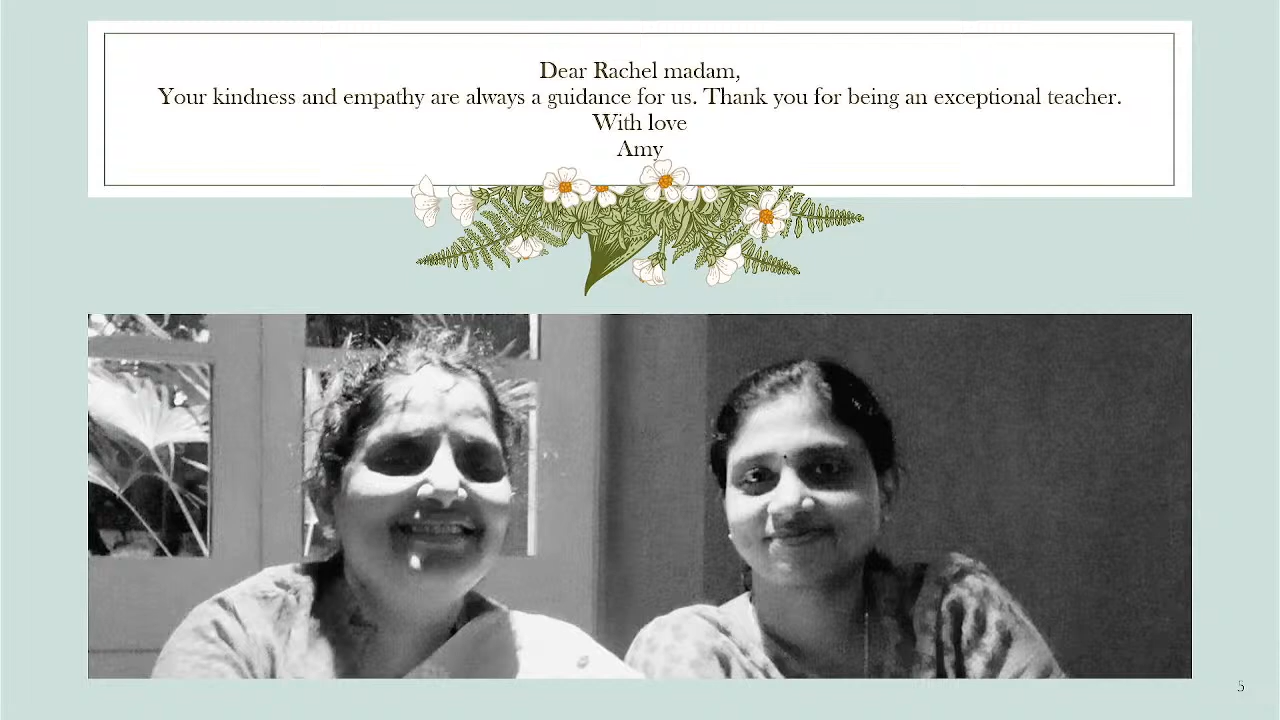 Dear Rachel madam,
Your kindness and empathy are always a guidance for us. Thank you for being an exceptional teacher.
With love
Amy
5